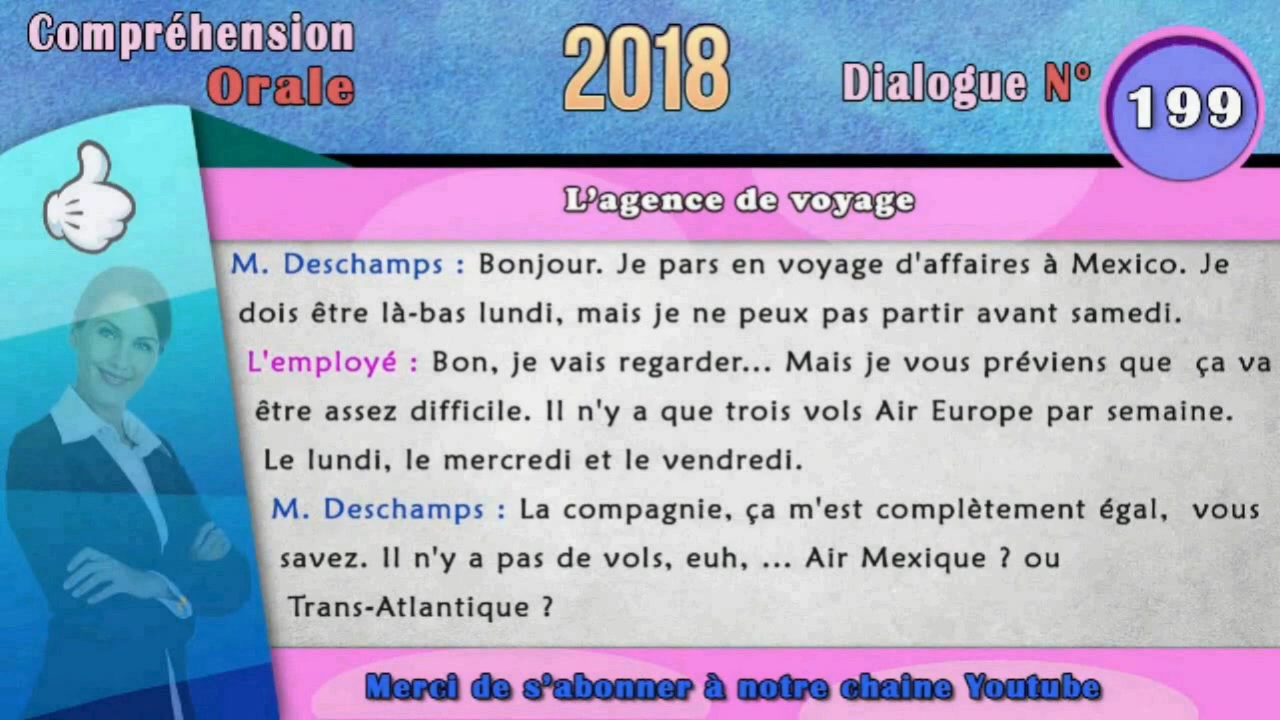 Compréhension
Orale
2018
Dialogue N°
199
L'agence de voyage
M. Deschamps : Bonjour. Je pars en voyage d'affaires à Mexico. Je
dois être là-bas lundi, mais je ne peux pas partir avant samedi.
L'employé : Bon, je vais regarder... Mais je vous préviens que ça va
être assez difficile. Il n'y a que trois vols Air Europe par semaine.
Le lundi, le mercredi et le vendredi.
M. Deschamps : La compagnie, ça m'est complètement égal, vous
savez. Il n'y a pas de vols, euh, ... Air Mexique ? ou
Trans-Atlantique ?
Merci de s'abonner à notre chaine Youtube